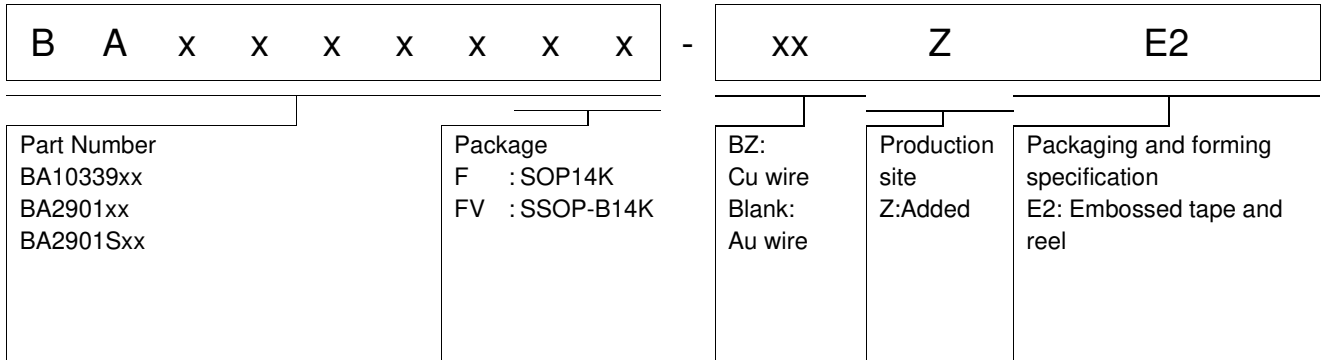 B A x x x x x x x - xx Z E2
Part Number
BA10339xx
BA2901xx
BA2901Sxx
Package
F : SOP14K
FV : SSOP-B14K
BZ:
Cu wire
Blank:
Au wire
Production
site
Z:Added
Packaging and forming
specification
E2: Embossed tape and
reel